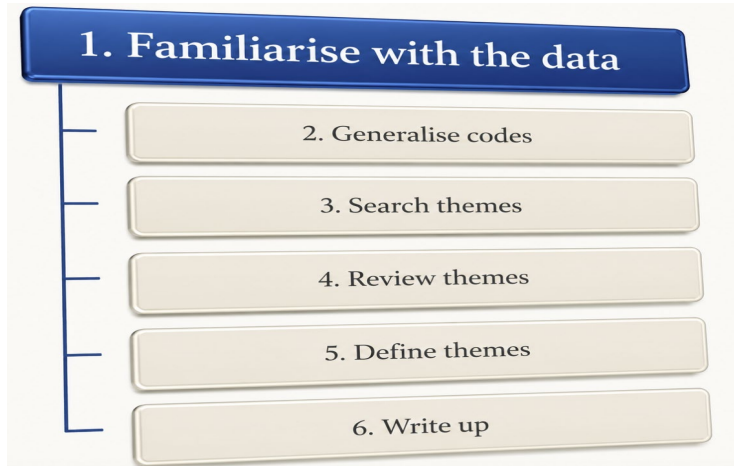 1. Familiarise with the data
2. Generalise codes
3. Search themes
4. Review themes
5. Define themes
6. Write up